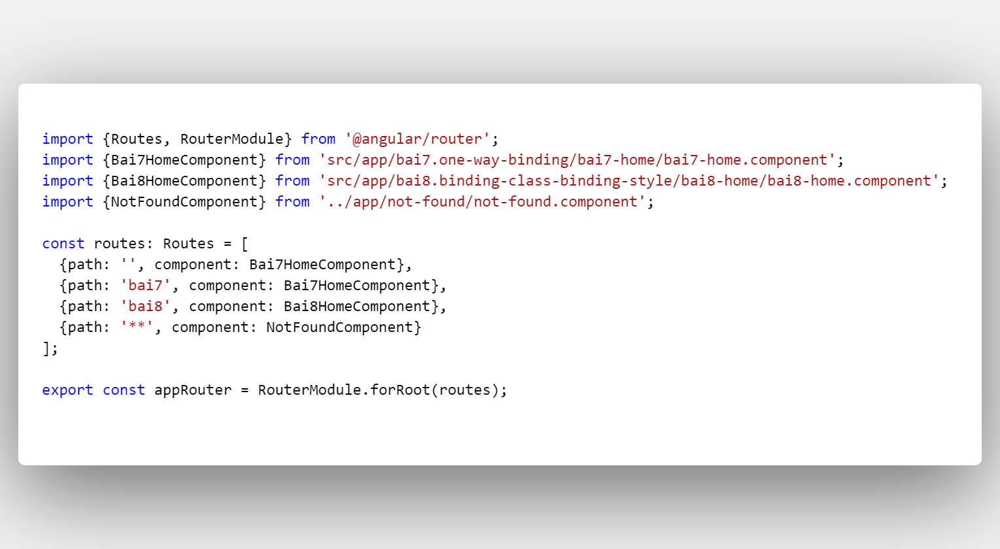 import {Routes, RouterModule} from '@angular/router';
import {Bai7HomeComponent} from 'src/app/bai7.one-way-binding/bai7-home/bai7-home.component';
import {Bai8HomeComponent} from 'src/app/bai8.binding-class-binding-style/bai8-home/bai8-home.component';
import {NotFoundComponent} from '../app/not-found/not-found.component';

const routes: Routes = [
  {path: '', component: Bai7HomeComponent},
  {path: 'bai7', component: Bai7HomeComponent},
  {path: 'bai8', component: Bai8HomeComponent},
  {path: '**', component: NotFoundComponent}
];

export const appRouter = RouterModule.forRoot(routes);